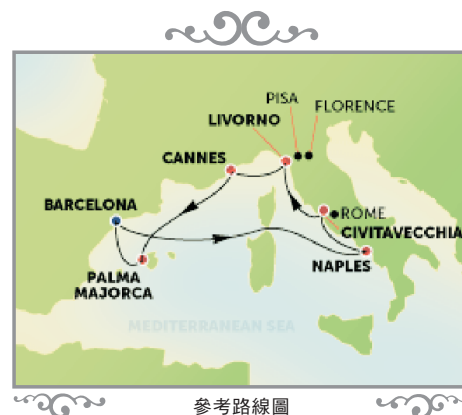 PISA
FLORENCE
LIVORNO
CANNES
BARCELONA
ROME
CIVITAVECCHIA
NAPLES
PALMA
MAJORCA
MEDITERRANEAN SEA
參考路線圖